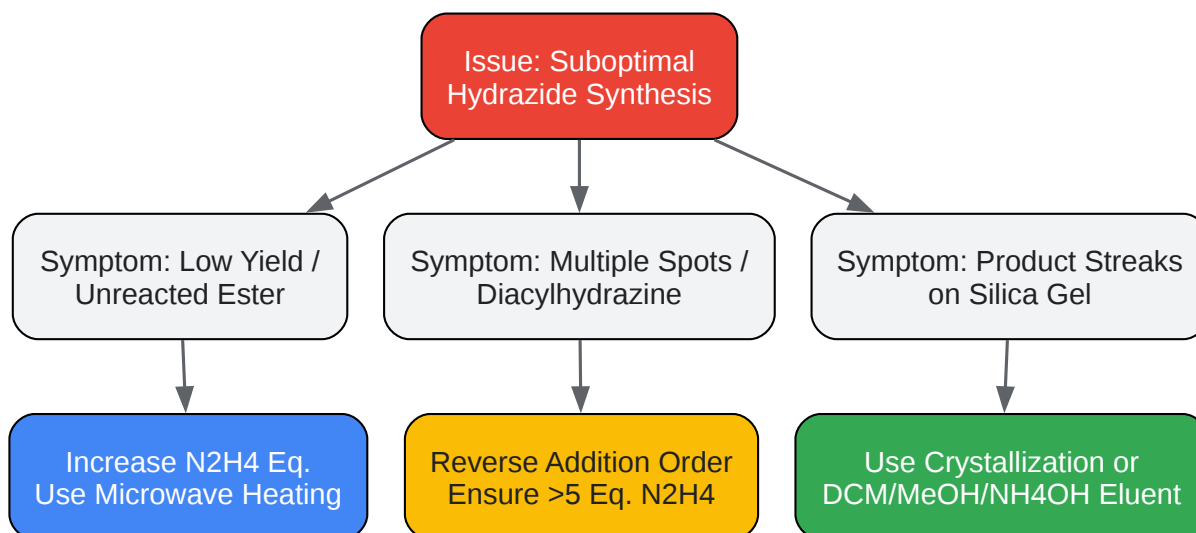 Issue: Suboptimal
Hydrazide Synthesis
Symptom: Low Yield /
Unreacted Ester
Symptom: Multiple Spots /
Diacylhydrazine
Symptom: Product Streaks
on Silica Gel
Increase N2H4 Eq.
Use Microwave Heating
Reverse Addition Order
Ensure >5 Eq. N2H4
Use Crystallization or
DCM/MeOH/NH4OH Eluent